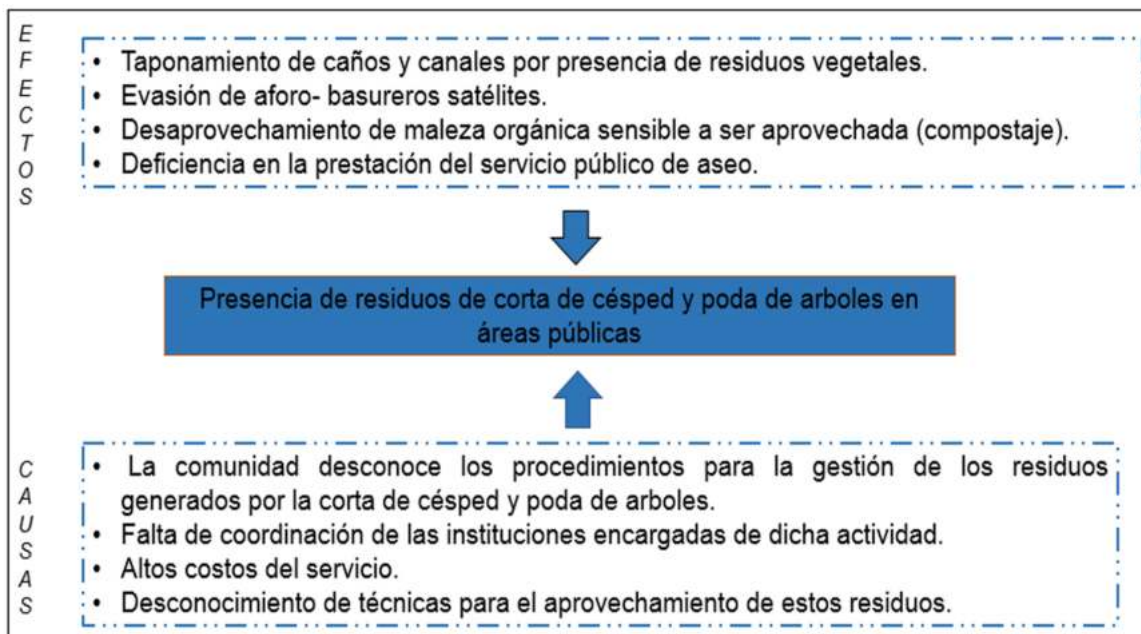 EFECTOS
• Taponamiento de caños y canales por presencia de residuos vegetales.
• Evasión de aforo- basureros satélites.
• Desaprovechamiento de maleza orgánica sensible a ser aprovechada (compostaje).
• Deficiencia en la prestación del servicio público de aseo.
Presencia de residuos de corta de césped y poda de arboles en
áreas públicas
CAUSAS
• La comunidad desconoce los procedimientos para la gestión de los residuos
generados por la corta de césped y poda de arboles.
• Falta de coordinación de las instituciones encargadas de dicha actividad.
• Altos costos del servicio.
• Desconocimiento de técnicas para el aprovechamiento de estos residuos.